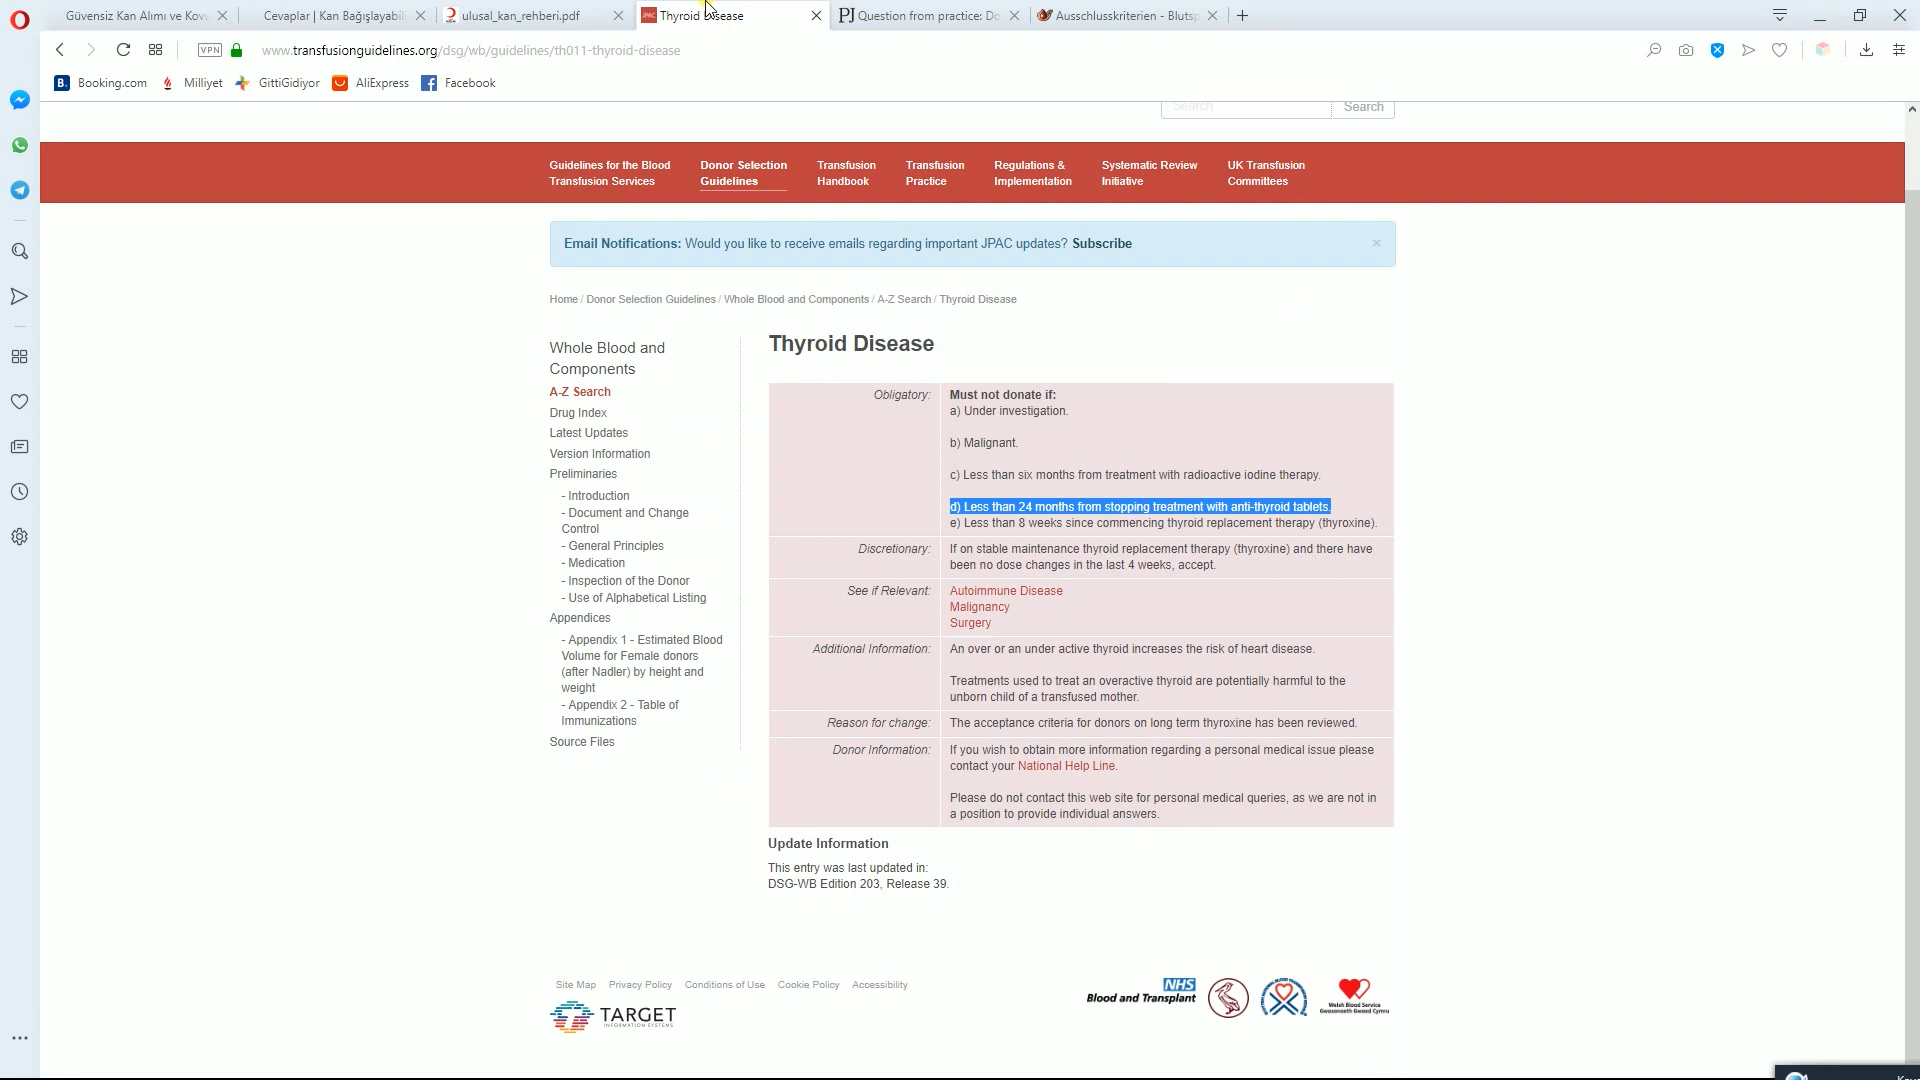 Güvensiz Kan Alımı ve Kovu
Cevaplar | Kan Bağışlayabili
ulusal_kan_rehberi.pdf
JPAC Thyroid Disease
PJ Question from practice: Do
Ausschlusskriterien - Blutsp
VPN www.transfusionguidelines.org/dsg/wb/guidelines/th011-thyroid-disease
B. Booking.com Milliyet GittiGidiyor AliExpress Facebook
Search Search
Guidelines for the Blood
Transfusion Services
Donor Selection
Guidelines
Transfusion
Handbook
Transfusion
Practice
Regulations &
Implementation
Systematic Review
Initiative
UK Transfusion
Committees
Email Notifications: Would you like to receive emails regarding important JPAC updates? Subscribe ×
Home / Donor Selection Guidelines / Whole Blood and Components / A-Z Search / Thyroid Disease
Whole Blood and
Components
A-Z Search
Drug Index
Latest Updates
Version Information
Preliminaries
- Introduction
- Document and Change
Control
- General Principles
- Medication
- Inspection of the Donor
- Use of Alphabetical Listing
Appendices
- Appendix 1 - Estimated Blood
Volume for Female donors
(after Nadler) by height and
weight
- Appendix 2 - Table of
Immunizations
Source Files
Thyroid Disease
Obligatory: Must not donate if:
a) Under investigation.
b) Malignant.
c) Less than six months from treatment with radioactive iodine therapy.
d) Less than 24 months from stopping treatment with anti-thyroid tablets.
e) Less than 8 weeks since commencing thyroid replacement therapy (thyroxine).
Discretionary: If on stable maintenance thyroid replacement therapy (thyroxine) and there have
been no dose changes in the last 4 weeks, accept.
See if Relevant: Autoimmune Disease
Malignancy
Surgery
Additional Information: An over or an under active thyroid increases the risk of heart disease.
Treatments used to treat an overactive thyroid are potentially harmful to the
unborn child of a transfused mother.
Reason for change: The acceptance criteria for donors on long term thyroxine has been reviewed.
Donor Information: If you wish to obtain more information regarding a personal medical issue please
contact your National Help Line.
Please do not contact this web site for personal medical queries, as we are not in
a position to provide individual answers.
Update Information
This entry was last updated in:
DSG-WB Edition 203, Release 39.
Site Map Privacy Policy Conditions of Use Cookie Policy Accessibility
TARGET
INFORMATION SYSTEMS
NHS
Blood and Transplant
Welsh Blood Service
Gwasanaeth Gwaed Cymru